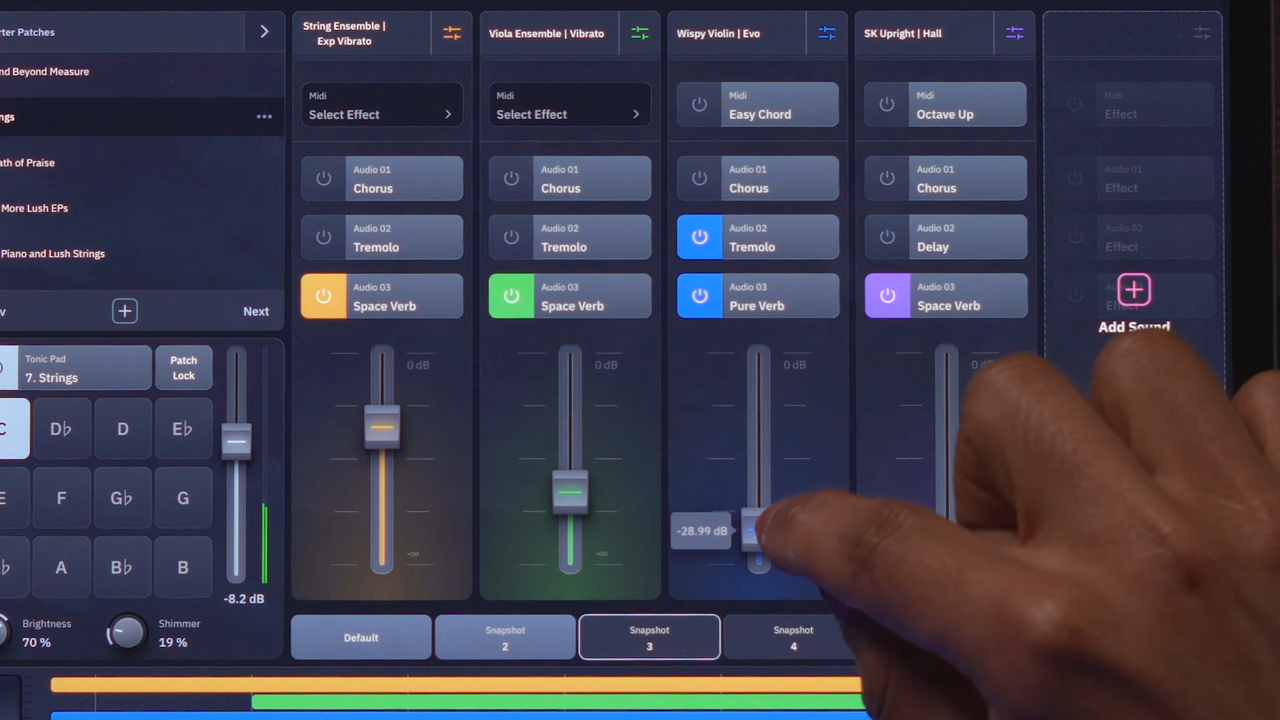 rter Patches
nd Beyond Measure
ngs
ath of Praise
More Lush EPs
Piano and Lush Strings
v
Next
Tonic Pad
7. Strings
Patch
Lock
C
D♭
D
E♭
E
F
G♭
G
♭
A
B♭
B
-8.2 dB
Brightness
70 %
Shimmer
19 %
String Ensemble |
Exp Vibrato
Midi
Select Effect
Audio 01
Chorus
Audio 02
Tremolo
Audio 03
Space Verb
0 dB
-∞
Viola Ensemble | Vibrato
Midi
Select Effect
Audio 01
Chorus
Audio 02
Tremolo
Audio 03
Space Verb
0 dB
-∞
Wispy Violin | Evo
Midi
Easy Chord
Audio 01
Chorus
Audio 02
Tremolo
Audio 03
Pure Verb
0 dB
-28.99 dB
SK Upright | Hall
Midi
Octave Up
Audio 01
Chorus
Audio 02
Delay
Audio 03
Space Verb
Midi
Effect
Audio 01
Effect
Audio 02
Effect
Add Sound
Default
Snapshot
2
Snapshot
3
Snapshot
4